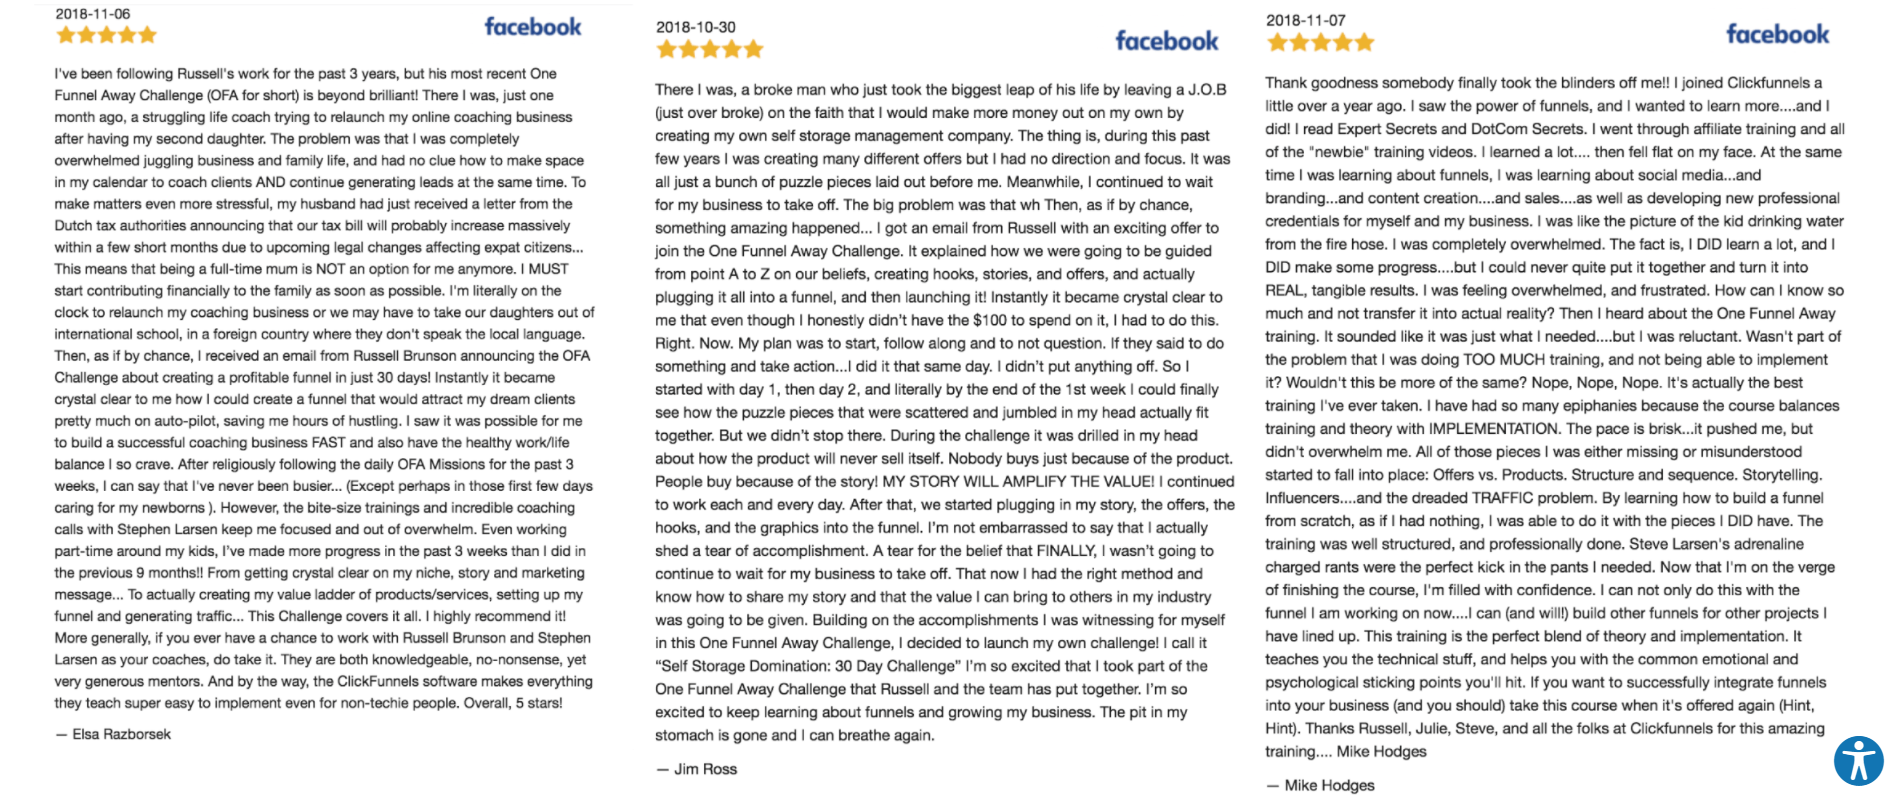 2018-11-06
facebook
I've been following Russell's work for the past 3 years, but his most recent One
Funnel Away Challenge (OFA for short) is beyond brilliant! There I was, just one
month ago, a struggling life coach trying to relaunch my online coaching business
after having my second daughter. The problem was that I was completely
overwhelmed juggling business and family life, and had no clue how to make space
in my calendar to coach clients AND continue generating leads at the same time. To
make matters even more stressful, my husband had just received a letter from the
Dutch tax authorities announcing that our tax bill will probably increase massively
within a few short months due to upcoming legal changes affecting expat citizens...
This means that being a full-time mum is NOT an option for me anymore. I MUST
start contributing financially to the family as soon as possible. I'm literally on the
clock to relaunch my coaching business or we may have to take our daughters out of
international school, in a foreign country where they don't speak the local language.
Then, as if by chance, I received an email from Russell Brunson announcing the OFA
Challenge about creating a profitable funnel in just 30 days! Instantly it became
crystal clear to me how I could create a funnel that would attract my dream clients
pretty much on auto-pilot, saving me hours of hustling. I saw it was possible for me
to build a successful coaching business FAST and also have the healthy work/life
balance I so crave. After religiously following the daily OFA Missions for the past 3
weeks, I can say that I've never been busier... (Except perhaps in those first few days
caring for my newborns ). However, the bite-size trainings and incredible coaching
calls with Stephen Larsen keep me focused and out of overwhelm. Even working
part-time around my kids, I've made more progress in the past 3 weeks than I did in
the previous 9 months!! From getting crystal clear on my niche, story and marketing
message... To actually creating my value ladder of products/services, setting up my
funnel and generating traffic... This Challenge covers it all. I highly recommend it!
More generally, if you ever have a chance to work with Russell Brunson and Stephen
Larsen as your coaches, do take it. They are both knowledgeable, no-nonsense, yet
very generous mentors. And by the way, the ClickFunnels software makes everything
they teach super easy to implement even for non-techie people. Overall, 5 stars!
— Elsa Razborsek
2018-10-30
facebook
There I was, a broke man who just took the biggest leap of his life by leaving a J.O.B
(just over broke) on the faith that I would make more money out on my own by
creating my own self storage management company. The thing is, during this past
few years I was creating many different offers but I had no direction and focus. It was
all just a bunch of puzzle pieces laid out before me. Meanwhile, I continued to wait
for my business to take off. The big problem was that wh Then, as if by chance,
something amazing happened... I got an email from Russell with an exciting offer to
join the One Funnel Away Challenge. It explained how we were going to be guided
from point A to Z on our beliefs, creating hooks, stories, and offers, and actually
plugging it all into a funnel, and then launching it! Instantly it became crystal clear to
me that even though I honestly didn't have the $100 to spend on it, I had to do this.
Right. Now. My plan was to start, follow along and to not question. If they said to do
something and take action...I did it that same day. I didn't put anything off. So I
started with day 1, then day 2, and literally by the end of the 1st week I could finally
see how the puzzle pieces that were scattered and jumbled in my head actually fit
together. But we didn't stop there. During the challenge it was drilled in my head
about how the product will never sell itself. Nobody buys just because of the product.
People buy because of the story! MY STORY WILL AMPLIFY THE VALUE! I continued
to work each and every day. After that, we started plugging in my story, the offers, the
hooks, and the graphics into the funnel. I'm not embarrassed to say that I actually
shed a tear of accomplishment. A tear for the belief that FINALLY, I wasn't going to
continue to wait for my business to take off. That now I had the right method and
know how to share my story and that the value I can bring to others in my industry
was going to be given. Building on the accomplishments I was witnessing for myself
in this One Funnel Away Challenge, I decided to launch my own challenge! I call it
“Self Storage Domination: 30 Day Challenge” I'm so excited that I took part of the
One Funnel Away Challenge that Russell and the team has put together. I'm so
excited to keep learning about funnels and growing my business. The pit in my
stomach is gone and I can breathe again.
— Jim Ross
2018-11-07
facebook
Thank goodness somebody finally took the blinders off me!! I joined Clickfunnels a
little over a year ago. I saw the power of funnels, and I wanted to learn more....and I
did! I read Expert Secrets and DotCom Secrets. I went through affiliate training and all
of the "newbie" training videos. I learned a lot.... then fell flat on my face. At the same
time I was learning about funnels, I was learning about social media...and
branding...and content creation....and sales....as well as developing new professional
credentials for myself and my business. I was like the picture of the kid drinking water
from the fire hose. I was completely overwhelmed. The fact is, I DID learn a lot, and I
DID make some progress....but I could never quite put it together and turn it into
REAL, tangible results. I was feeling overwhelmed, and frustrated. How can I know so
much and not transfer it into actual reality? Then I heard about the One Funnel Away
training. It sounded like it was just what I needed....but I was reluctant. Wasn't part of
the problem that I was doing TOO MUCH training, and not being able to implement
it? Wouldn't this be more of the same? Nope, Nope, Nope. It's actually the best
training I've ever taken. I have had so many epiphanies because the course balances
training and theory with IMPLEMENTATION. The pace is brisk...it pushed me, but
didn't overwhelm me. All of those pieces I was either missing or misunderstood
started to fall into place: Offers vs. Products. Structure and sequence. Storytelling.
Influencers....and the dreaded TRAFFIC problem. By learning how to build a funnel
from scratch, as if I had nothing, I was able to do it with the pieces I DID have. The
training was well structured, and professionally done. Steve Larsen's adrenaline
charged rants were the perfect kick in the pants I needed. Now that I'm on the verge
of finishing the course, I'm filled with confidence. I can not only do this with the
funnel I am working on now....I can (and will!) build other funnels for other projects I
have lined up. This training is the perfect blend of theory and implementation. It
teaches you the technical stuff, and helps you with the common emotional and
psychological sticking points you'll hit. If you want to successfully integrate funnels
into your business (and you should) take this course when it's offered again (Hint,
Hint). Thanks Russell, Julie, Steve, and all the folks at Clickfunnels for this amazing
training.... Mike Hodges
— Mike Hodges